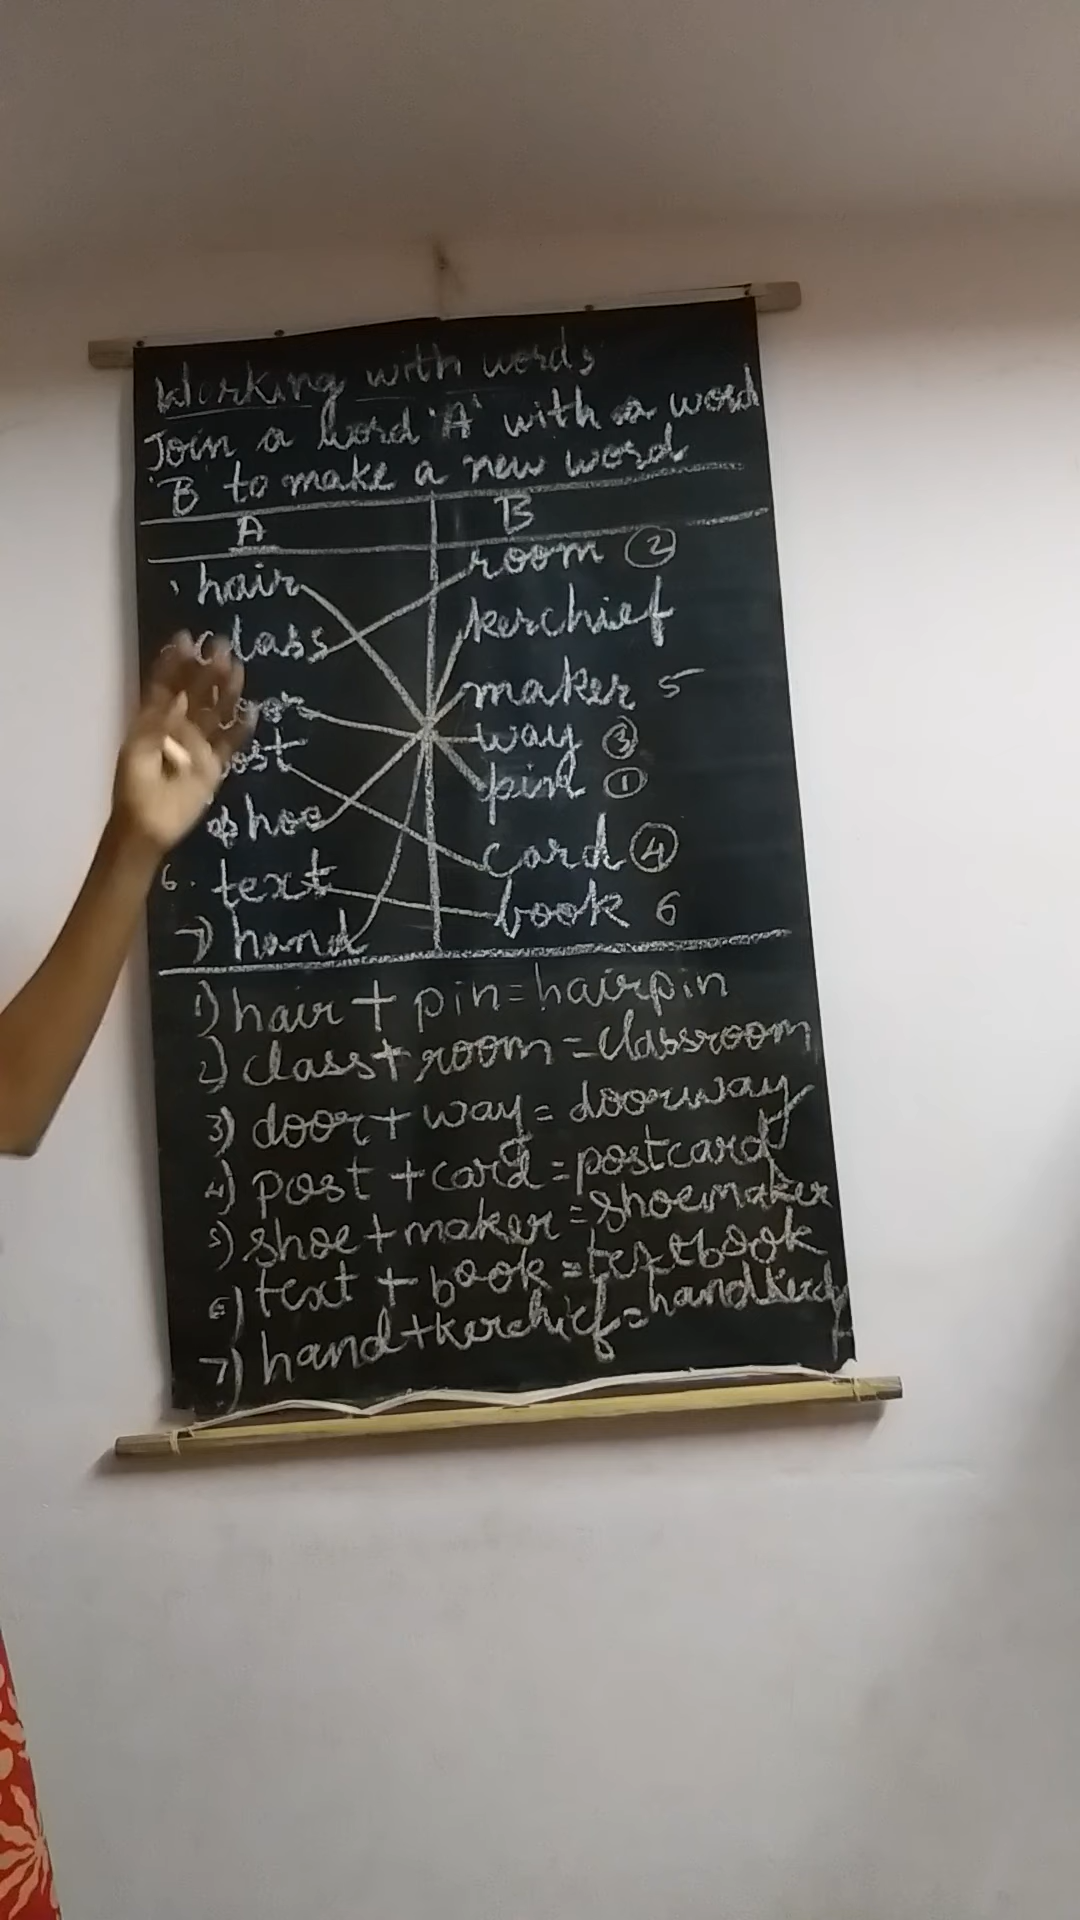 Working with words
Join a word 'A' with a word
'B' to make a new word
A B
1 hair room ②
class kerchief
oor maker 5
ost way ③
shoe pin ①
6. text card ④
7) hand book 6
1) hair + pin = hairpin
2) class + room = classroom
3) door + way = doorway
4) post + card = postcard
5) shoe + maker = shoemaker
6) text + book = textbook
7) hand + kerchief = handkerchief